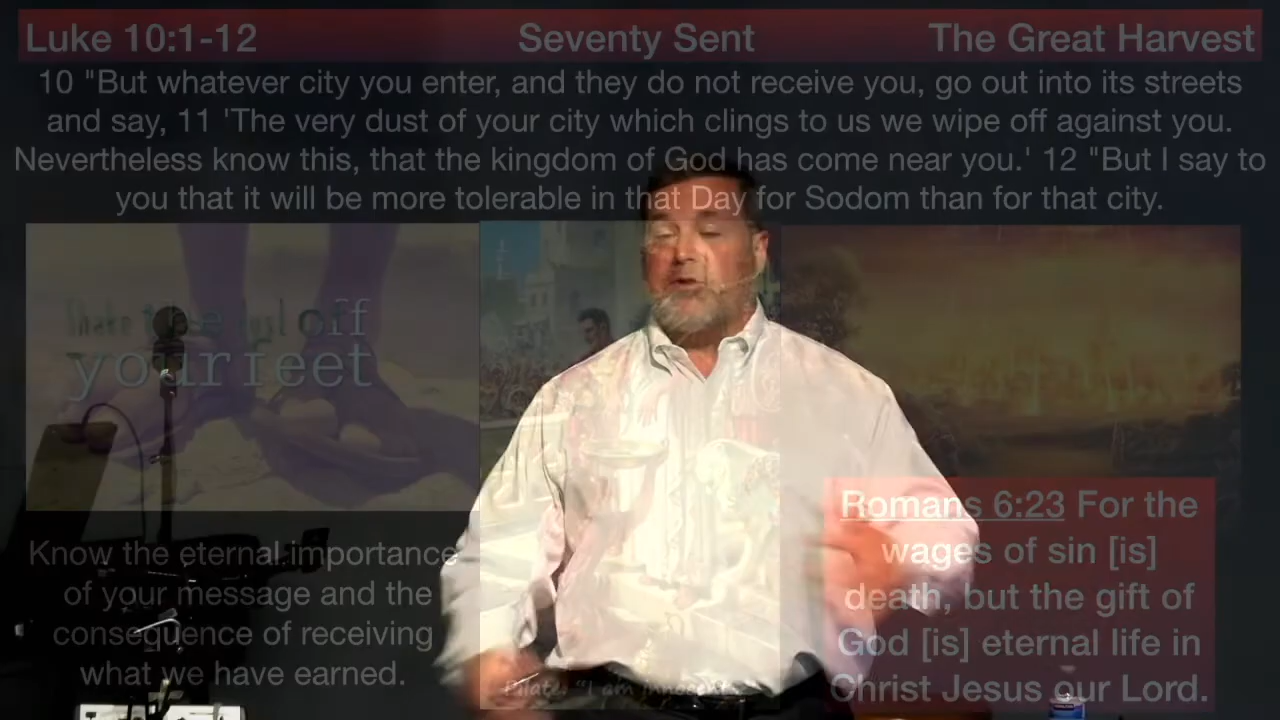 Luke 10:1-12 Seventy Sent The Great Harvest
10 "But whatever city you enter, and they do not receive you, go out into its streets
and say, 11 'The very dust of your city which clings to us we wipe off against you.
Nevertheless know this, that the kingdom of God has come near you.' 12 "But I say to
you that it will be more tolerable in that Day for Sodom than for that city.
the off
your feet
Know the eternal importance
of your message and the
consequence of receiving
what we have earned.
Pilate, "I am innocent
Romans 6:23 For the
wages of sin [is]
death, but the gift of
God [is] eternal life in
Christ Jesus our Lord.